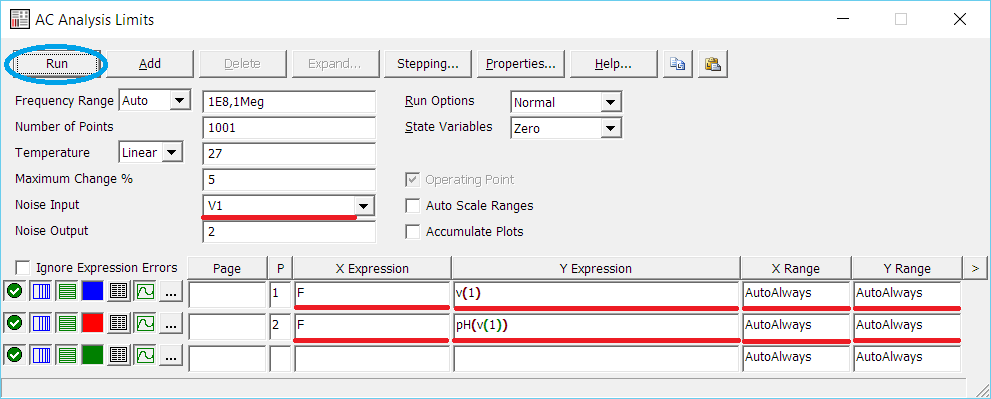 AC Analysis Limits
Run Add Delete Expand... Stepping... Properties... Help...
Frequency Range Auto 1E8,1Meg Run Options Normal
Number of Points 1001 State Variables Zero
Temperature Linear 27
Maximum Change % 5 Operating Point
Noise Input V1 Auto Scale Ranges
Noise Output 2 Accumulate Plots
Ignore Expression Errors Page P X Expression Y Expression X Range Y Range >
... 1 F v(1) AutoAlways AutoAlways
... 2 F pH(v(1)) AutoAlways AutoAlways
... AutoAlways AutoAlways